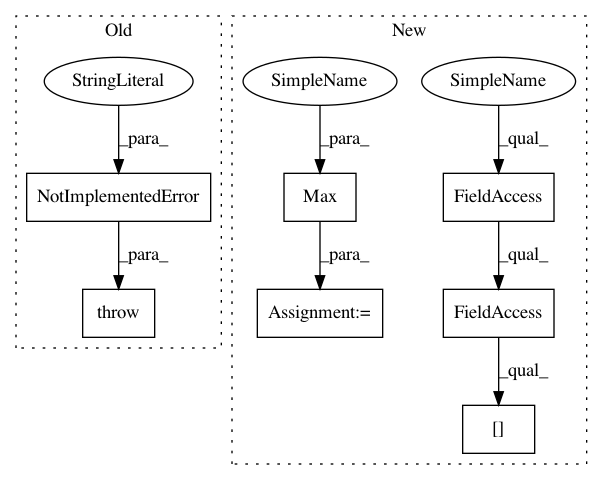 Old
New
StringLiteral
SimpleName
SimpleName
_para_
_para_
_qual_
NotImplementedError
Max
FieldAccess
_para_
_para_
_qual_
throw
Assignment:=
FieldAccess
_qual_
[]